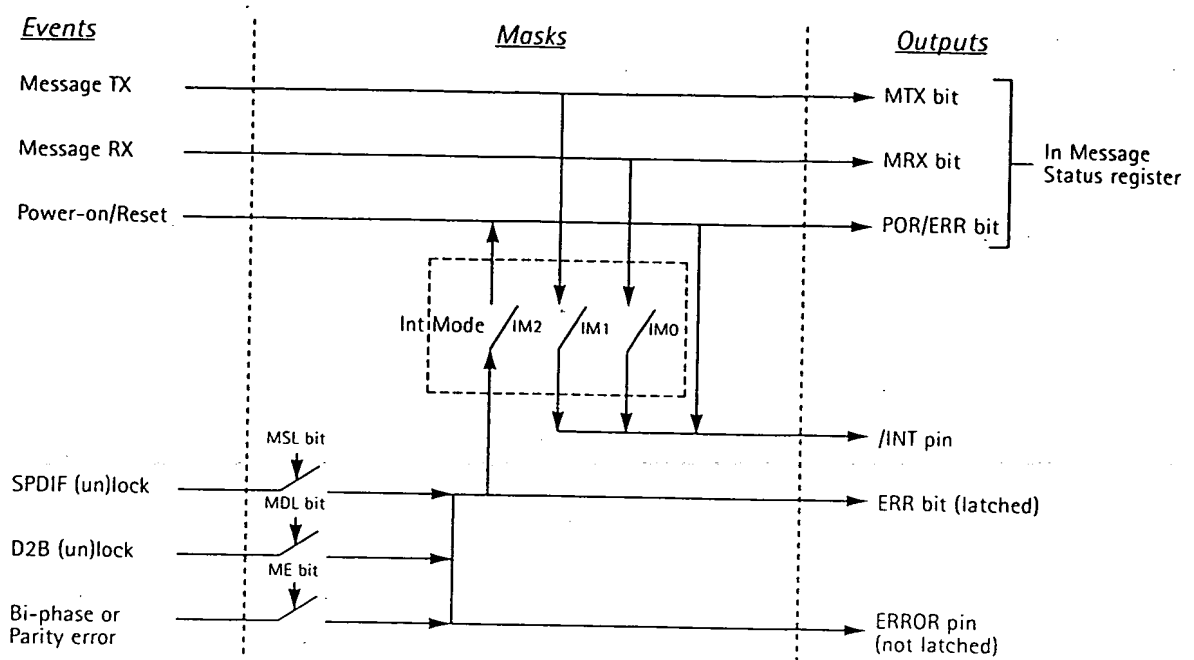 Events
Masks
Outputs
Message TX
MTX bit
Message RX
MRX bit
In Message
Status register
Power-on/Reset
POR/ERR bit
Int Mode
IM2
IM1
IM0
/INT pin
MSL bit
SPDIF (un)lock
ERR bit (latched)
MDL bit
D2B (un)lock
ME bit
Bi-phase or
Parity error
ERROR pin
(not latched)